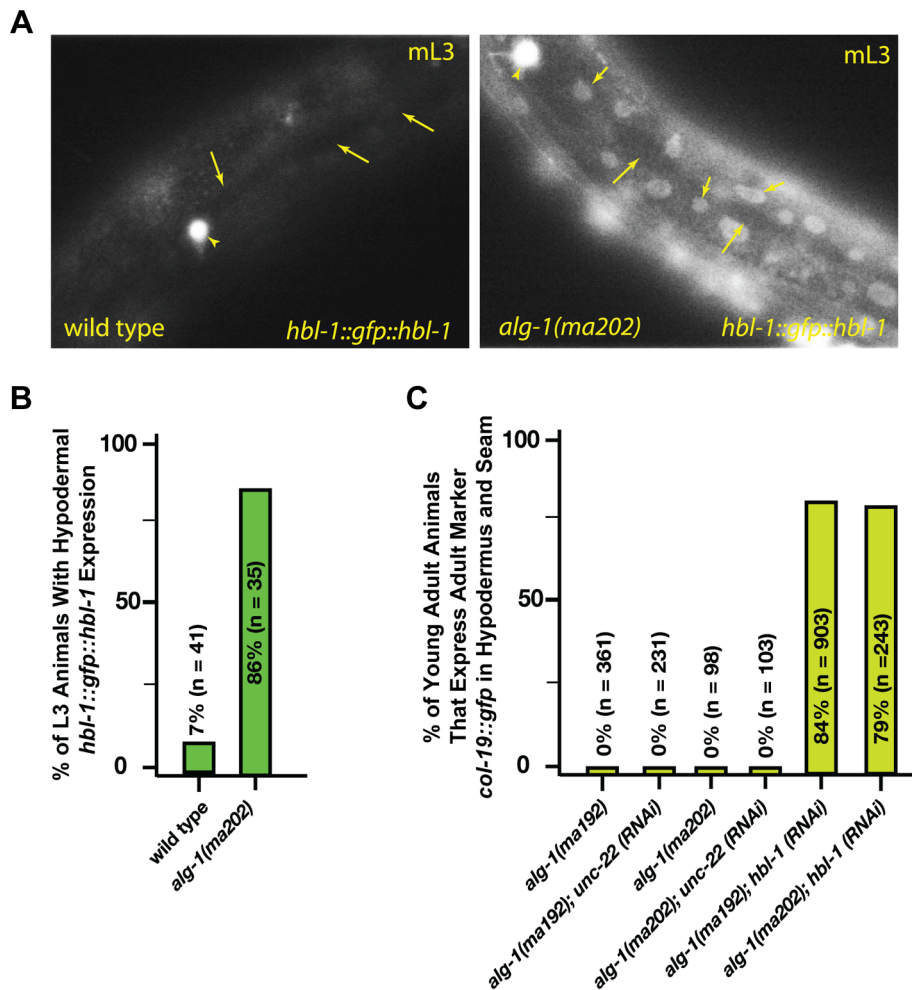 A
mL3
wild type
hbl-1::gfp::hbl-1
mL3
alg-1(ma202)
hbl-1::gfp::hbl-1
B
% of L3 Animals With Hypodermal
hbl-1::gfp::hbl-1 Expression
100
50
0
7% (n = 41)
86% (n = 35)
wild type
alg-1(ma202)
C
% of Young Adult Animals
That Express Adult Marker
col-19::gfp in Hypodermus and Seam
100
50
0
0% (n = 361)
0% (n = 231)
0% (n = 98)
0% (n = 103)
84% (n = 903)
79% (n =243)
alg-1(ma192)
alg-1(ma192); unc-22 (RNAi)
alg-1(ma202)
alg-1(ma202); unc-22 (RNAi)
alg-1(ma192); hbl-1 (RNAi)
alg-1(ma202); hbl-1 (RNAi)